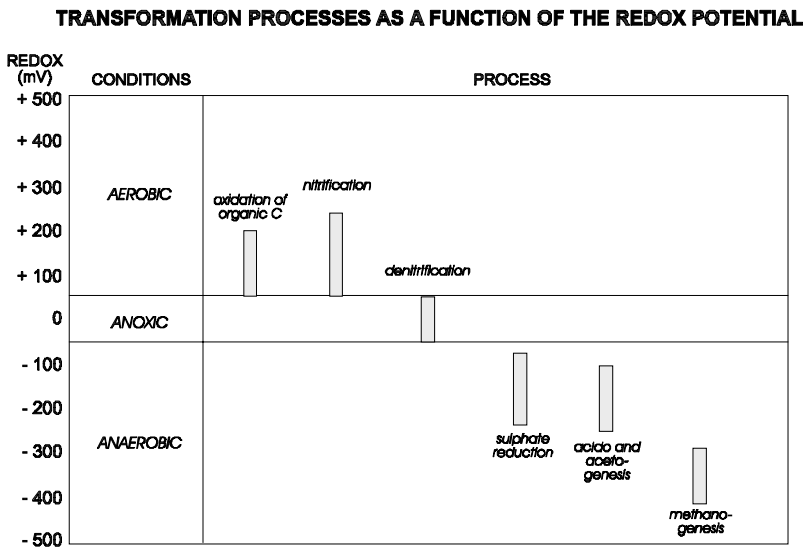 TRANSFORMATION PROCESSES AS A FUNCTION OF THE REDOX POTENTIAL
REDOX
(mV)
CONDITIONS
PROCESS
+ 500
+ 400
+ 300
+ 200
+ 100
0
- 100
- 200
- 300
- 400
- 500
AEROBIC
ANOXIC
ANAEROBIC
oxidation of
organic C
nitrification
denitrification
sulphate
reduction
acido and
aceto-
genesis
methano-
genesis